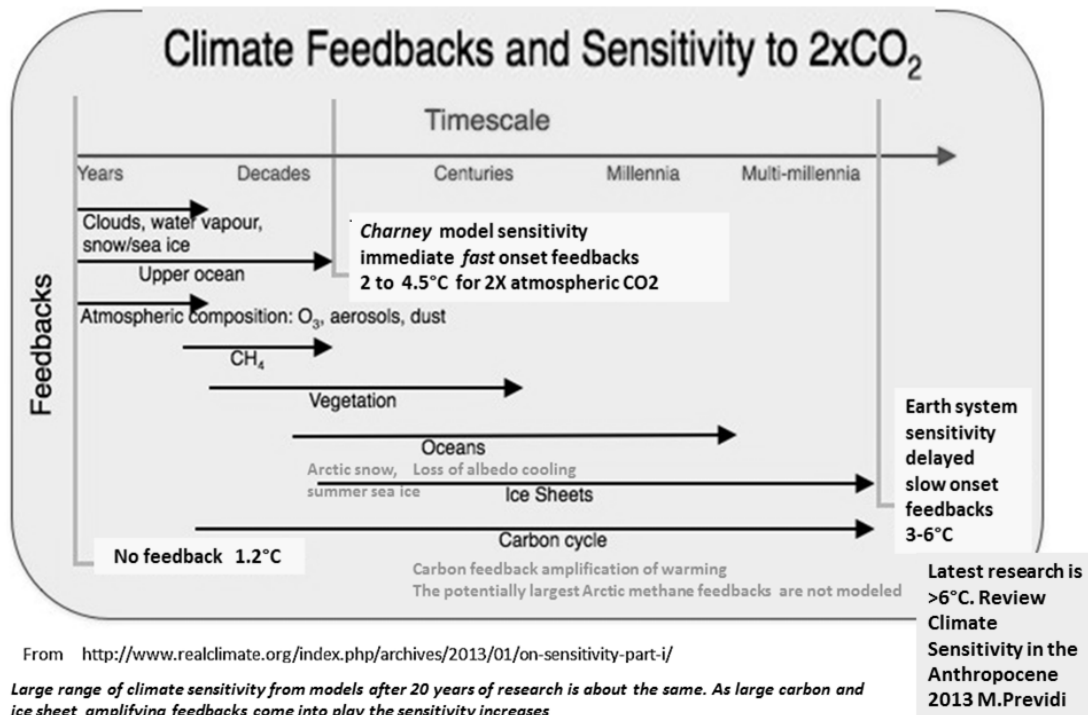 Climate Feedbacks and Sensitivity to 2xCO₂
Timescale
Years Decades Centuries Millennia Multi-millennia
Feedbacks
Clouds, water vapour,
snow/sea ice
Upper ocean
Charney model sensitivity
immediate fast onset feedbacks
2 to 4.5°C for 2X atmospheric CO2
Atmospheric composition: O₃, aerosols, dust
CH₄
Vegetation
Oceans
Arctic snow, Loss of albedo cooling
summer sea ice
Ice Sheets
Carbon cycle
No feedback 1.2°C
Carbon feedback amplification of warming
The potentially largest Arctic methane feedbacks are not modeled
Earth system
sensitivity
delayed
slow onset
feedbacks
3-6°C
Latest research is
>6°C. Review
Climate
Sensitivity in the
Anthropocene
2013 M.Previdi
From http://www.realclimate.org/index.php/archives/2013/01/on-sensitivity-part-i/
Large range of climate sensitivity from models after 20 years of research is about the same. As large carbon and
ice sheet amplifying feedbacks come into play the sensitivity increases